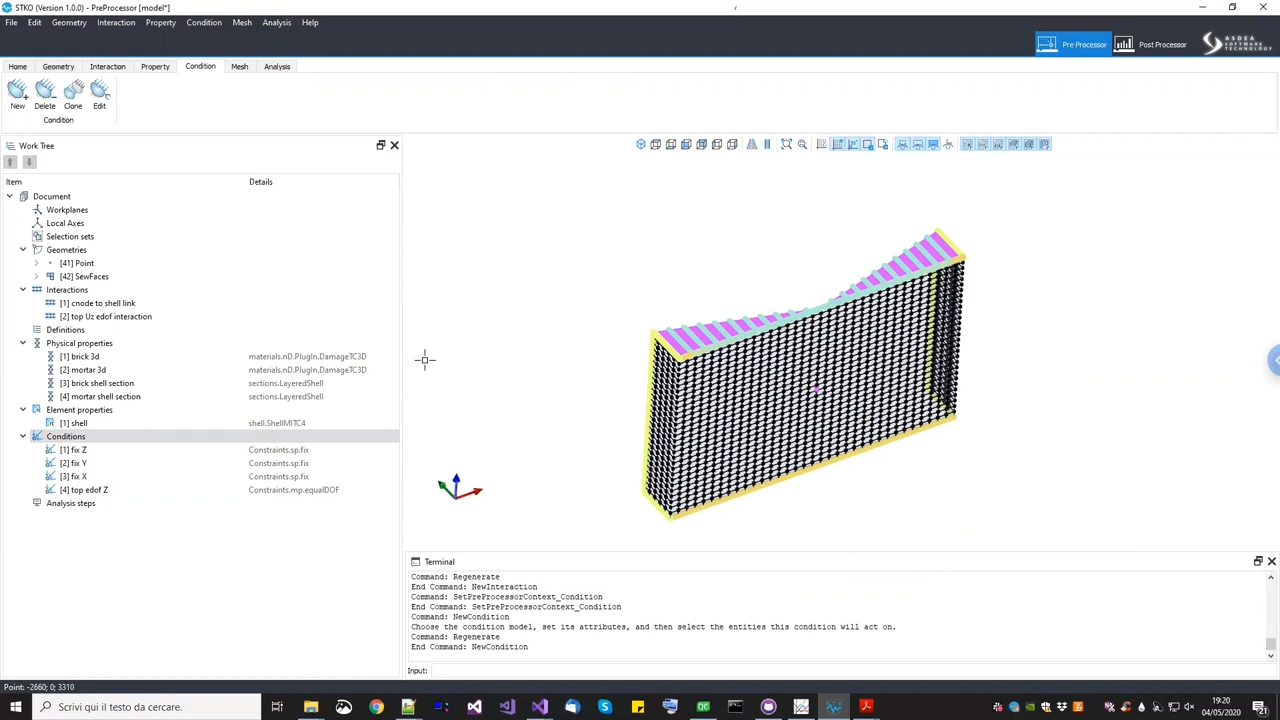 STKO (Version 1.0.0) - PreProcessor [model*]
File Edit Geometry Interaction Property Condition Mesh Analysis Help
Pre Processor Post Processor ASDEA SOFTWARE TECHNOLOGY
Home Geometry Interaction Property Condition Mesh Analysis
New Delete Clone Edit
Condition
Work Tree
Item Details
Document
Workplanes
Local Axes
Selection sets
Geometries
[41] Point
[42] SewFaces
Interactions
[1] cnode to shell link
[2] top Uz edof interaction
Definitions
Physical properties
[1] brick 3d materials.nD.PlugIn.DamageTC3D
[2] mortar 3d materials.nD.PlugIn.DamageTC3D
[3] brick shell section sections.LayeredShell
[4] mortar shell section sections.LayeredShell
Element properties
[1] shell shell.ShellMITC4
Conditions
[1] fix Z Constraints.sp.fix
[2] fix Y Constraints.sp.fix
[3] fix X Constraints.sp.fix
[4] top edof Z Constraints.mp.equalDOF
Analysis steps
Terminal
Command: Regenerate
End Command: NewInteraction
Command: SetPreProcessorContext_Condition
End Command: SetPreProcessorContext_Condition
Command: NewCondition
Choose the condition model, set its attributes, and then select the entities this condition will act on.
Command: Regenerate
End Command: NewCondition
Input:
Point: -2660; 0; 3310
Scrivi qui il testo da cercare.
19:20
04/05/2020